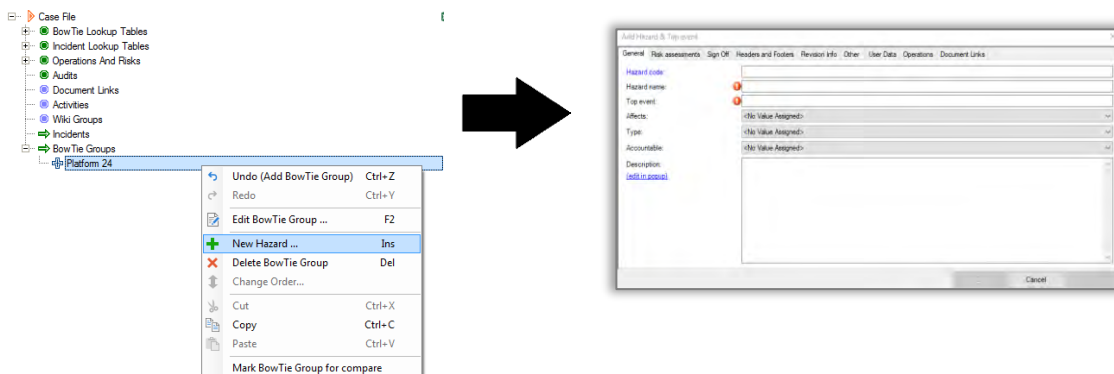 Case File
BowTie Lookup Tables
Incident Lookup Tables
Operations And Risks
Audits
Document Links
Activities
Wiki Groups
Incidents
BowTie Groups
Platform 24
Undo (Add BowTie Group) Ctrl+Z
Redo Ctrl+Y
Edit BowTie Group ... F2
New Hazard ... Ins
Delete BowTie Group Del
Change Order...
Cut Ctrl+X
Copy Ctrl+C
Paste Ctrl+V
Mark BowTie Group for compare
Add Hazard & Top event
General Risk assessments Sign Off Headers and Footers Revision Info Other User Data Operations Document Links
Hazard code:
Hazard name:
Top event:
Affects: <No Value Assigned>
Type: <No Value Assigned>
Accountable: <No Value Assigned>
Description:
(edit in popup)
Cancel